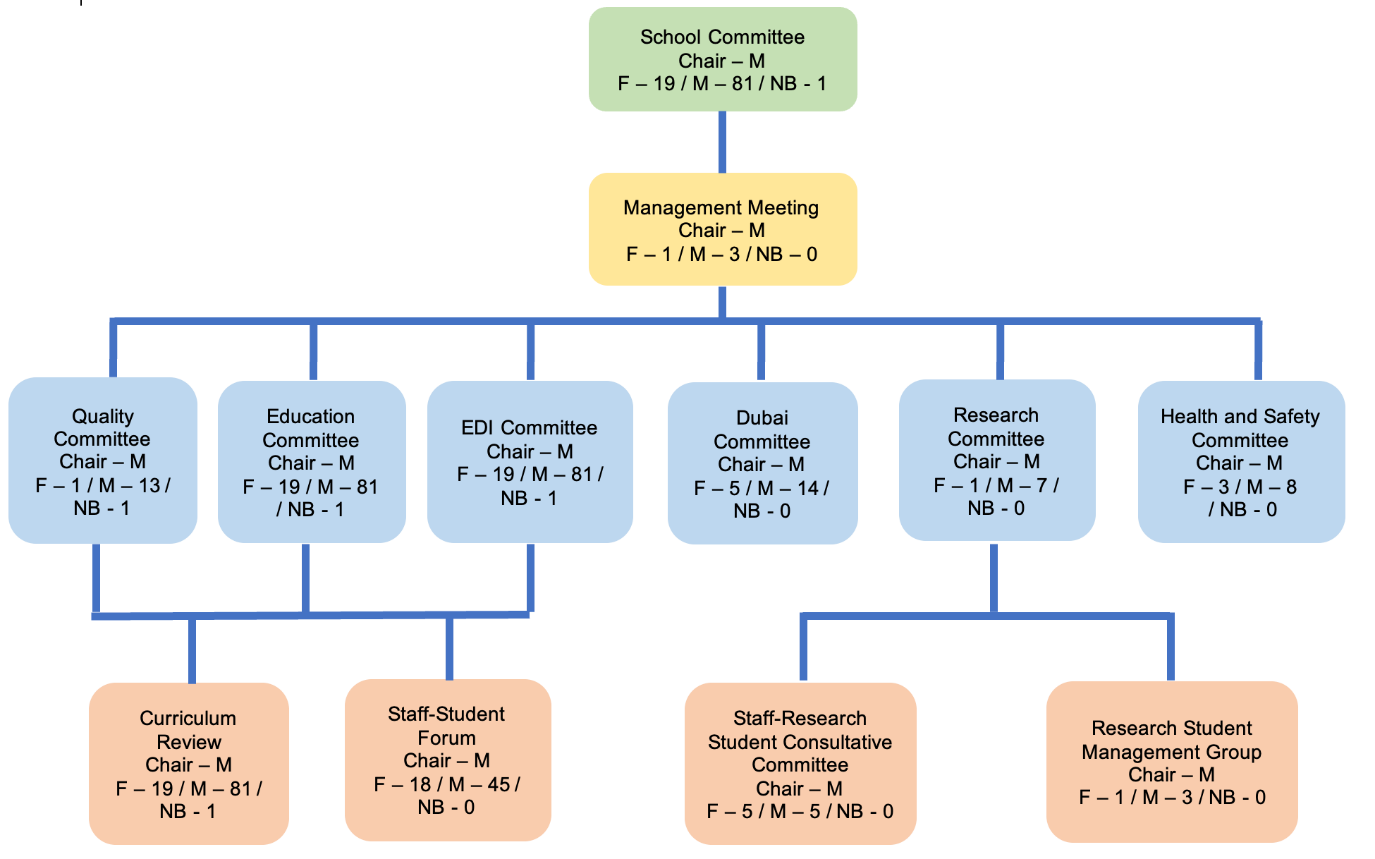 School Committee
Chair – M
F – 19 / M – 81 / NB - 1
Management Meeting
Chair – M
F – 1 / M – 3 / NB – 0
Quality
Committee
Chair – M
F – 1 / M – 13 /
NB - 1
Education
Committee
Chair – M
F – 19 / M – 81
/ NB - 1
EDI Committee
Chair – M
F – 19 / M – 81 /
NB - 1
Dubai
Committee
Chair – M
F – 5 / M – 14 /
NB - 0
Research
Committee
Chair – M
F – 1 / M – 7 /
NB - 0
Health and Safety
Committee
Chair – M
F – 3 / M – 8
/ NB - 0
Curriculum
Review
Chair – M
F – 19 / M – 81 /
NB - 1
Staff-Student
Forum
Chair – M
F – 18 / M – 45 /
NB - 0
Staff-Research
Student Consultative
Committee
Chair – M
F – 5 / M – 5 / NB - 0
Research Student
Management Group
Chair – M
F – 1 / M – 3 / NB - 0